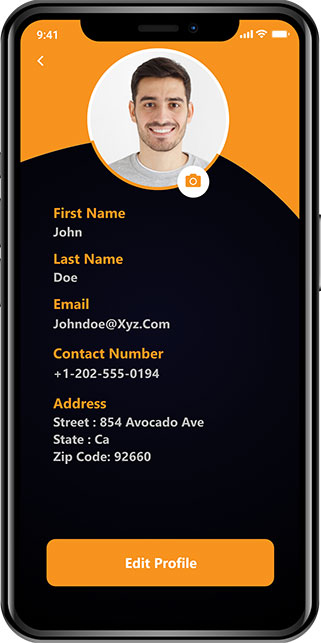 9:41
First Name
John
Last Name
Doe
Email
Johndoe@Xyz.Com
Contact Number
+1-202-555-0194
Address
Street : 854 Avocado Ave
State : Ca
Zip Code: 92660
Edit Profile